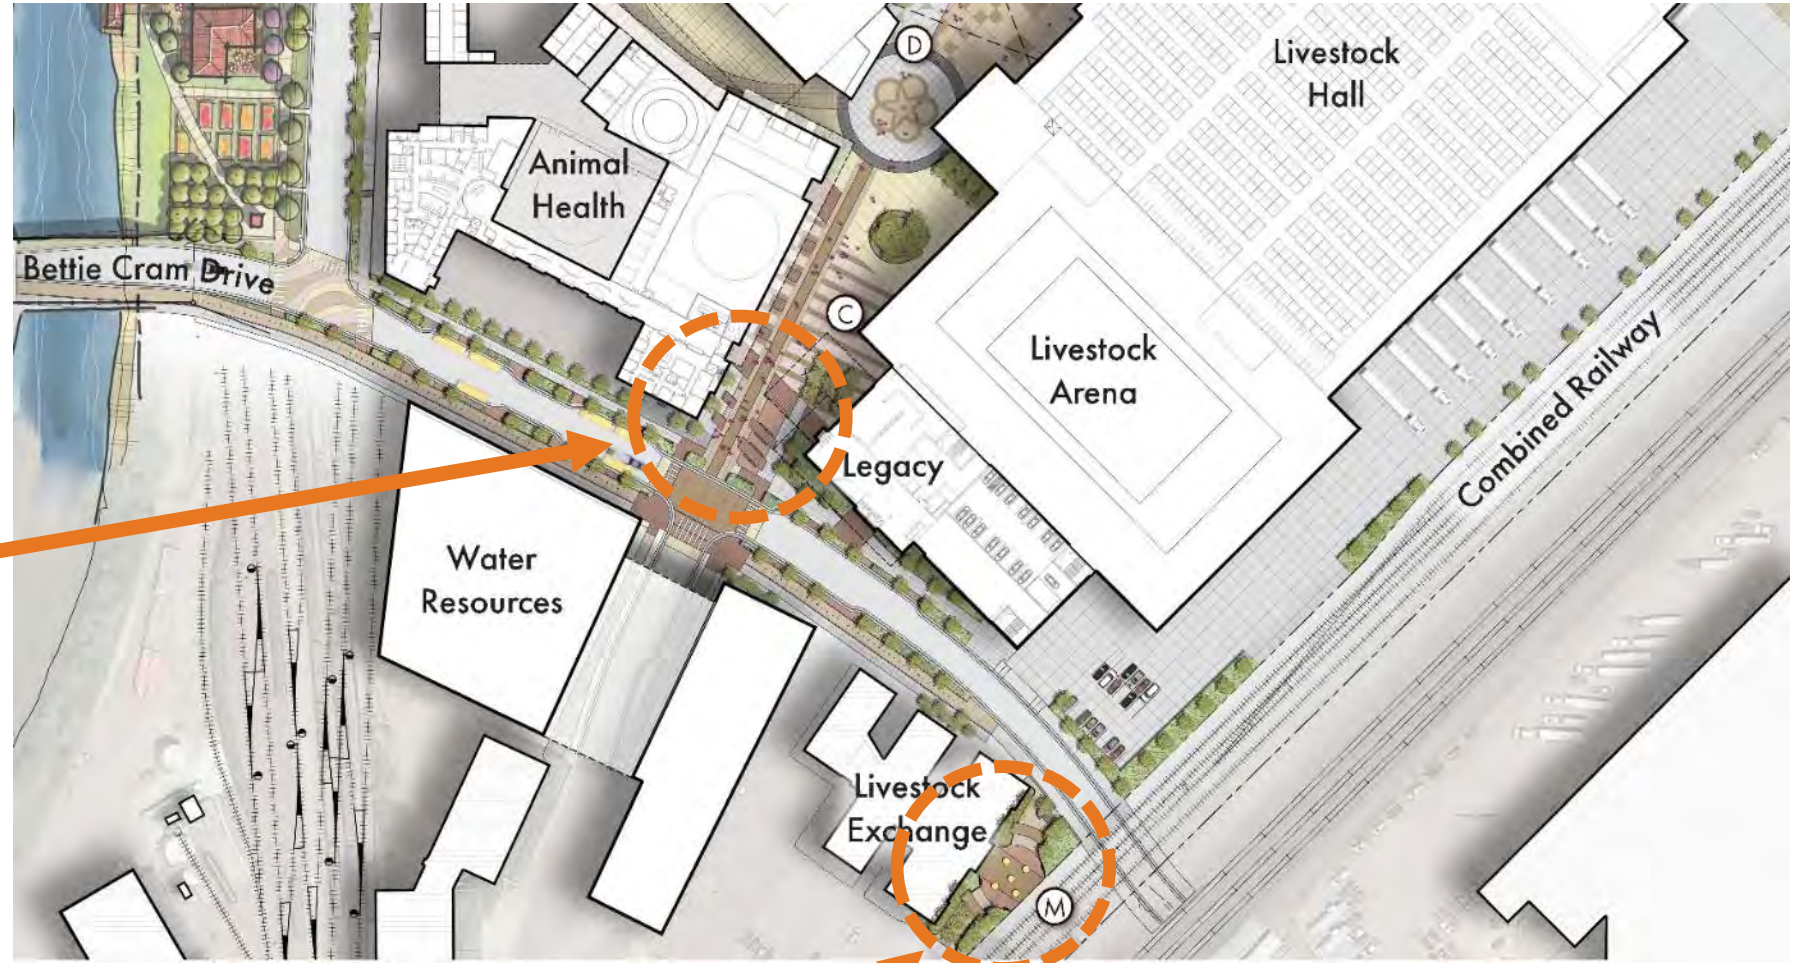 D
Livestock
Hall
Animal
Health
Bettie Cram Drive
C
Livestock
Arena
Combined Railway
Legacy
Water
Resources
Livestock
Exchange
M